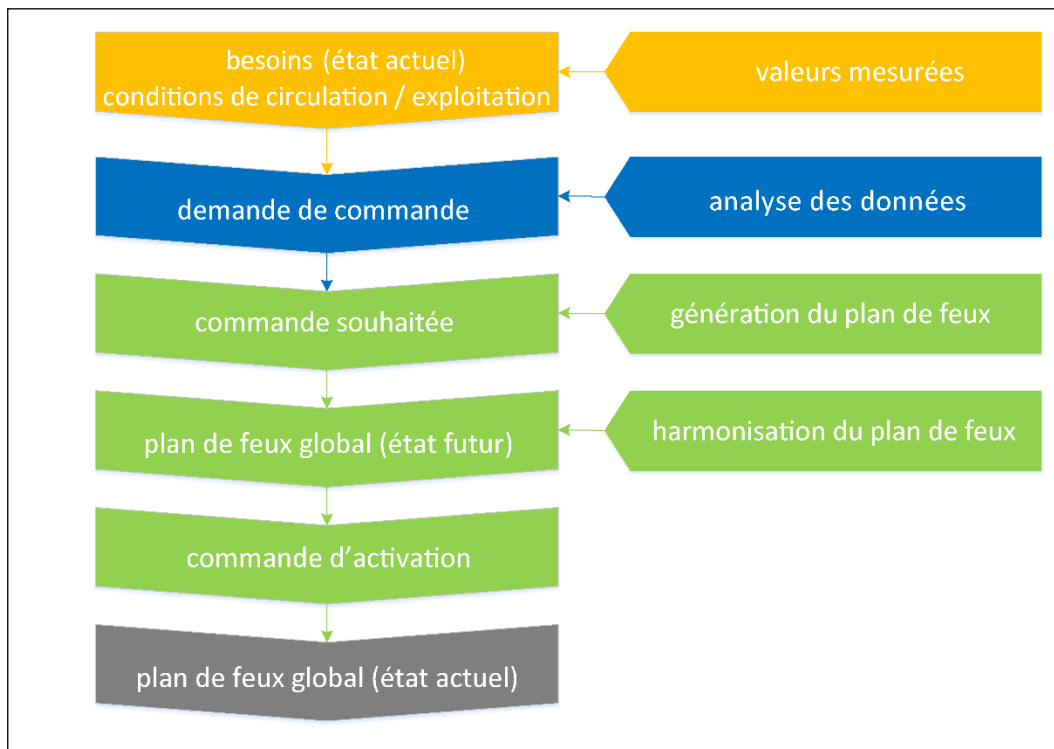 besoins (état actuel)
conditions de circulation / exploitation
valeurs mesurées
demande de commande
analyse des données
commande souhaitée
génération du plan de feux
plan de feux global (état futur)
harmonisation du plan de feux
commande d’activation
plan de feux global (état actuel)